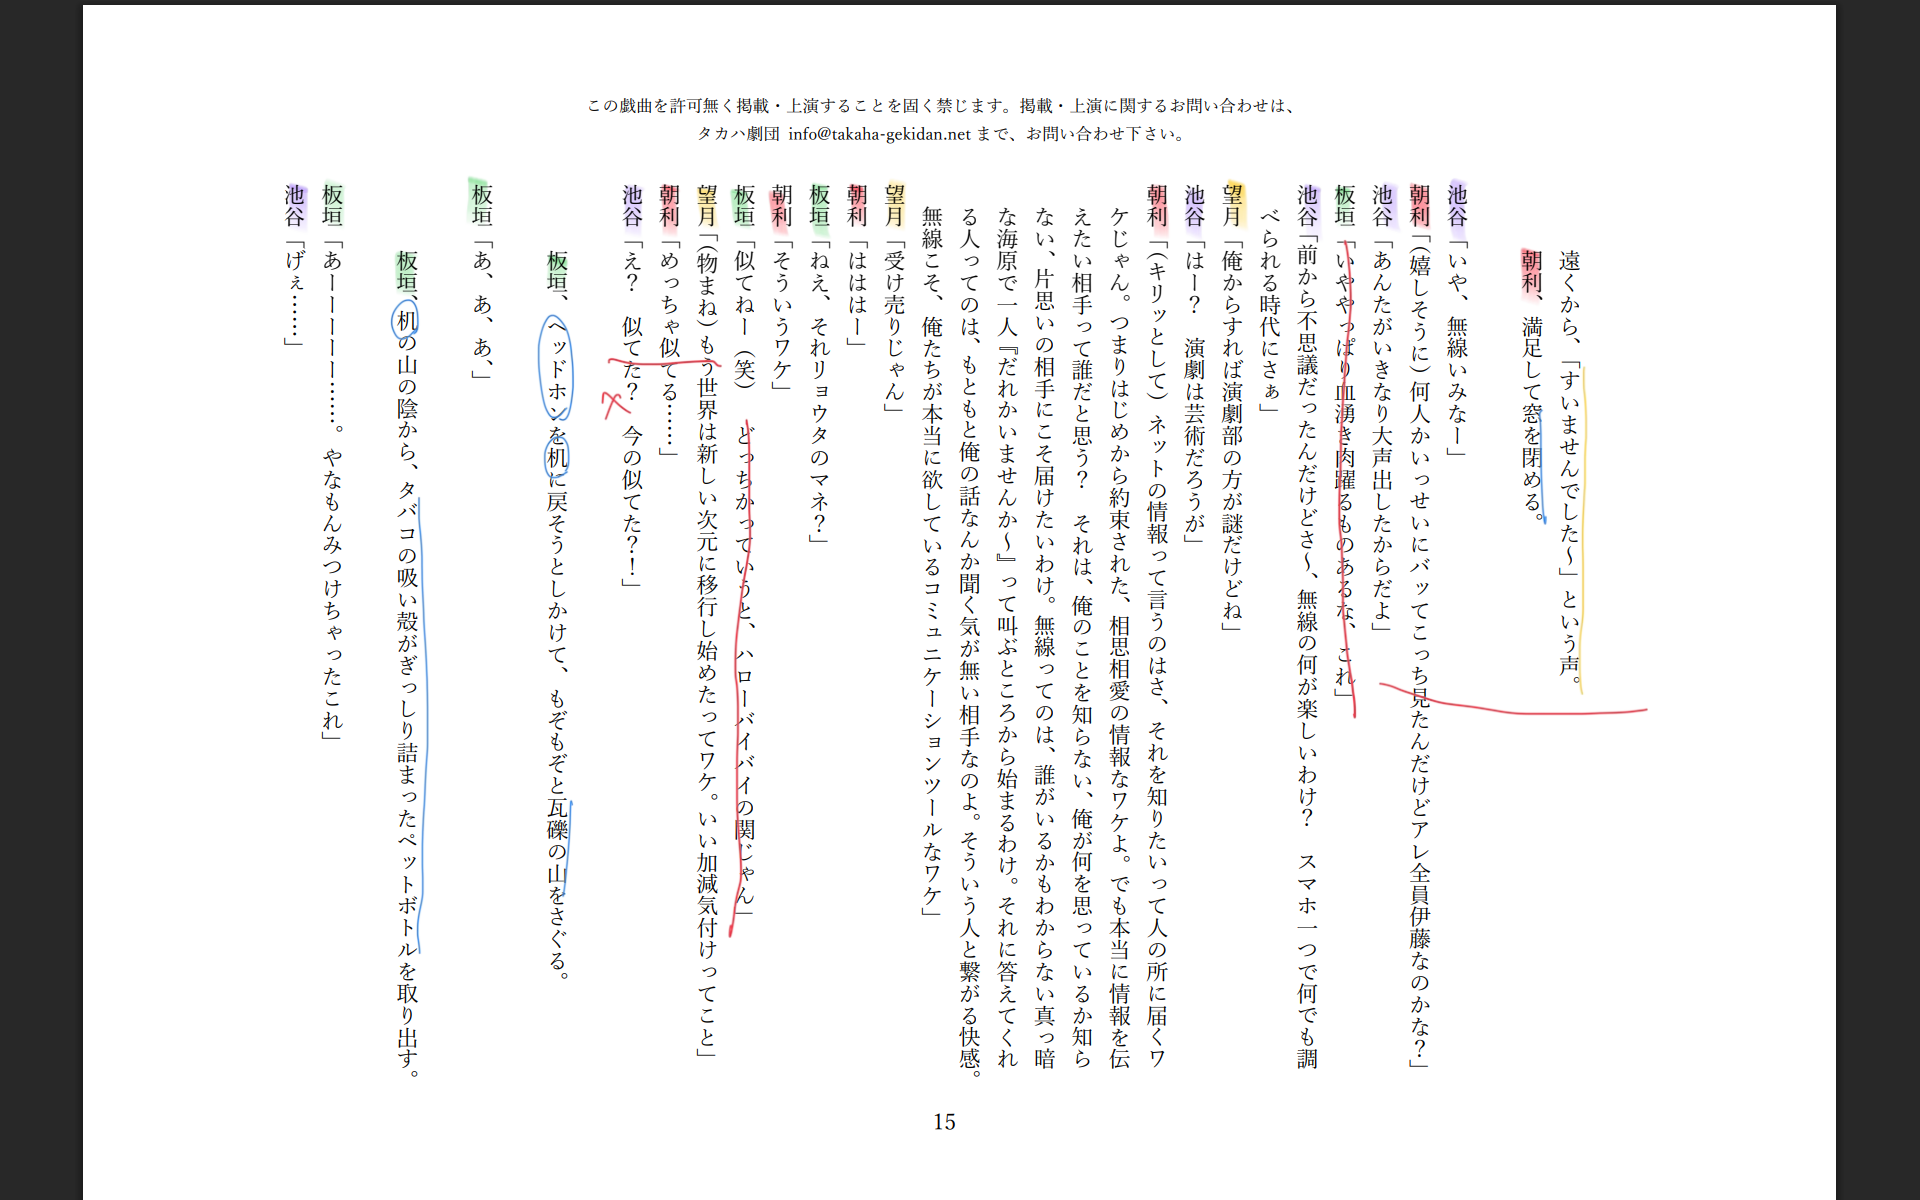 この戯曲を許可無く掲載・上演することを固く禁じます。掲載・上演に関するお問い合わせは、
タカハ劇団 info@takaha-gekidan.net まで、お問い合わせ下さい。
遠くから、「すいませんでした～」という声。
朝利、満足して窓を閉める。
池谷「いや、無線いみなー」
朝利「（嬉しそうに）何人かいっせいにバッてこっち見たんだけどアレ全員伊藤なのかな？」
池谷「あんたがいきなり大声出したからだよ」
板垣「いややっぱり血湧き肉躍るものあるな、これ」
池谷「前から不思議だったんだけどさ～、無線の何が楽しいわけ？　スマホ一つで何でも調
べられる時代にさぁ」
望月「俺からすれば演劇部の方が謎だけどね」
池谷「はー？　演劇は芸術だろうが」
朝利「（キリッとして）ネットの情報って言うのはさ、それを知りたいって人の所に届くワ
ケじゃん。つまりはじめから約束された、相思相愛の情報なワケよ。でも本当に情報を伝
えたい相手って誰だと思う？　それは、俺のことを知らない、俺が何を思っているか知ら
ない、片思いの相手にこそ届けたいわけ。無線ってのは、誰がいるかもわからない真っ暗
な海原で一人『だれかいませんか～』って叫ぶところから始まるわけ。それに答えてくれ
る人ってのは、もともと俺の話なんか聞く気が無い相手なのよ。そういう人と繋がる快感。
無線こそ、俺たちが本当に欲しているコミュニケーションツールなワケ」
望月「受け売りじゃん」
朝利「はははー」
板垣「ねえ、それリョウタのマネ？」
朝利「そういうワケ」
板垣「似てねー（笑）　どっちかっていうと、ハローバイバイの関じゃん」
望月「（物まね）もう世界は新しい次元に移行し始めたってワケ。いい加減気付けってこと」
朝利「めっちゃ似てる……」
池谷「え？　似てた？　今の似てた？！」
板垣、ヘッドホンを机に戻そうとしかけて、もぞもぞと瓦礫の山をさぐる。
板垣「あ、あ、あ、」
板垣、机の山の陰から、タバコの吸い殻がぎっしり詰まったペットボトルを取り出す。
板垣「あーーーーー……。やなもんみつけちゃったこれ」
池谷「げぇ……」
15